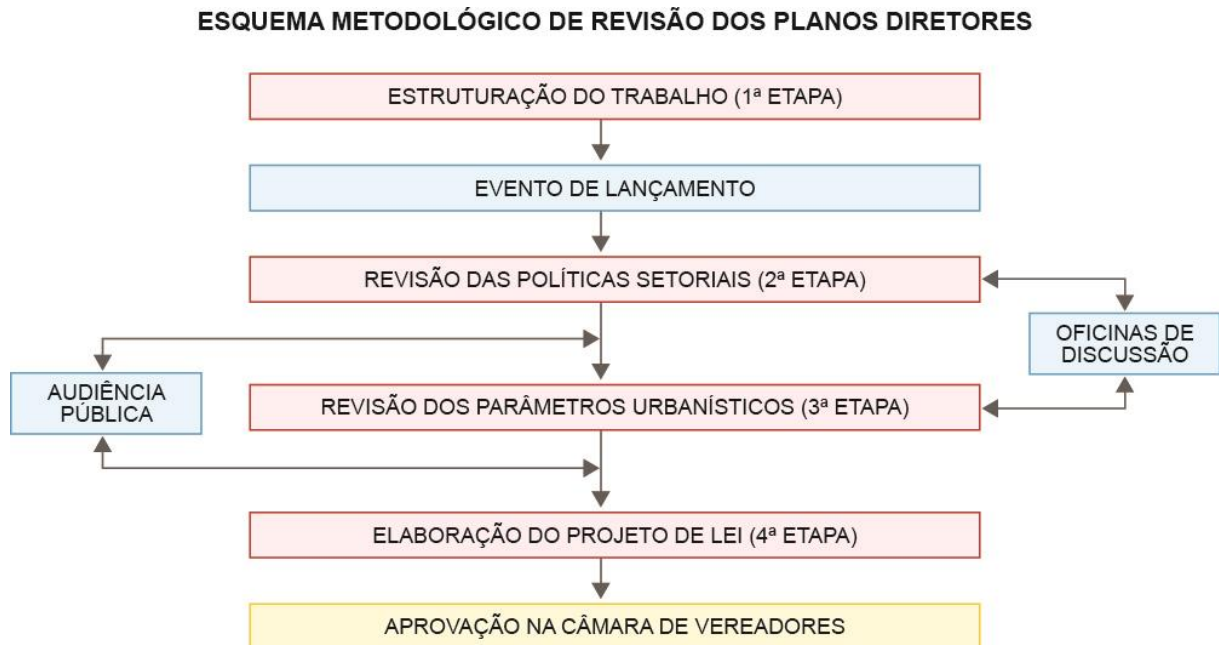 ESQUEMA METODOLÓGICO DE REVISÃO DOS PLANOS DIRETORES
ESTRUTURAÇÃO DO TRABALHO (1ª ETAPA)
EVENTO DE LANÇAMENTO
REVISÃO DAS POLÍTICAS SETORIAIS (2ª ETAPA)
OFICINAS DE
DISCUSSÃO
AUDIÊNCIA
PÚBLICA
REVISÃO DOS PARÂMETROS URBANÍSTICOS (3ª ETAPA)
ELABORAÇÃO DO PROJETO DE LEI (4ª ETAPA)
APROVAÇÃO NA CÂMARA DE VEREADORES